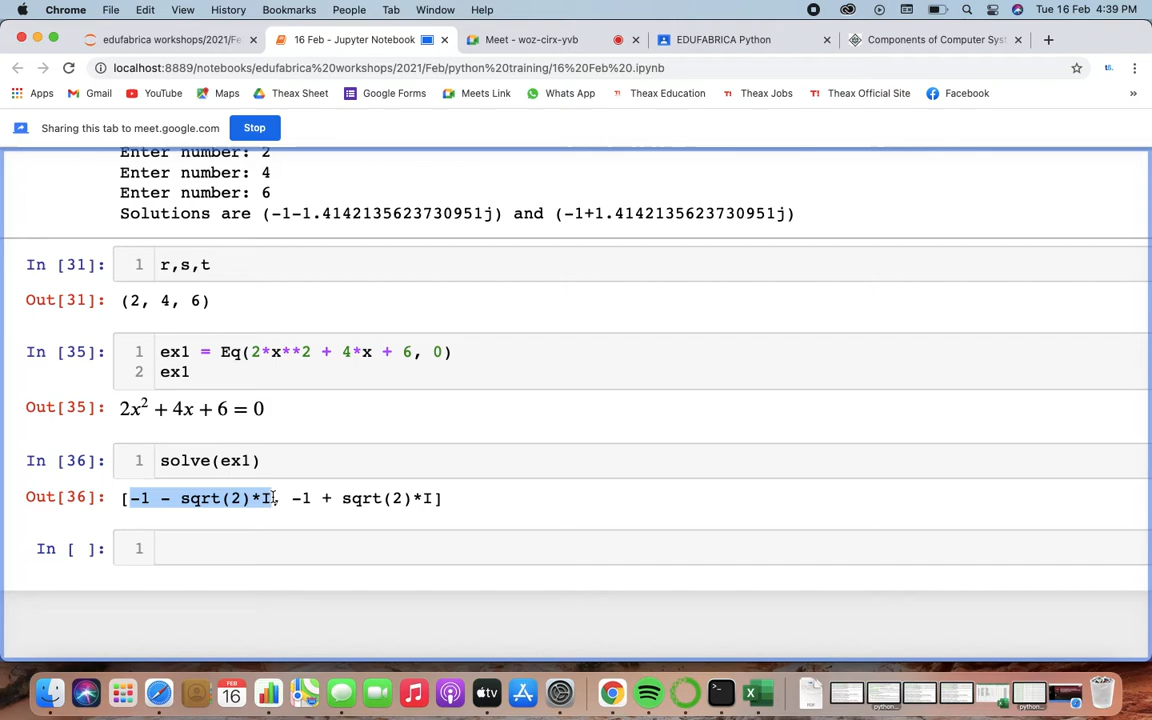 Chrome File Edit View History Bookmarks People Tab Window Help Tue 16 Feb 4:39 PM
edufabrica workshops/2021/Fe 16 Feb - Jupyter Notebook Meet - woz-cirx-yvb EDUFABRICA Python Components of Computer Syst
localhost:8889/notebooks/edufabrica%20workshops/2021/Feb/python%20training/16%20Feb%20.ipynb
Apps Gmail YouTube Maps Theax Sheet Google Forms Meets Link Whats App Theax Education Theax Jobs Theax Official Site Facebook »
Sharing this tab to meet.google.com Stop
Enter number: 2
Enter number: 4
Enter number: 6
Solutions are (-1-1.4142135623730951j) and (-1+1.4142135623730951j)
In [31]: 1 r,s,t
Out[31]: (2, 4, 6)
In [35]: 1 ex1 = Eq(2*x**2 + 4*x + 6, 0)
2 ex1
Out[35]: 2x² + 4x + 6 = 0
In [36]: 1 solve(ex1)
Out[36]: [-1 - sqrt(2)*I, -1 + sqrt(2)*I]
In [ ]: 1
FEB
16
tv